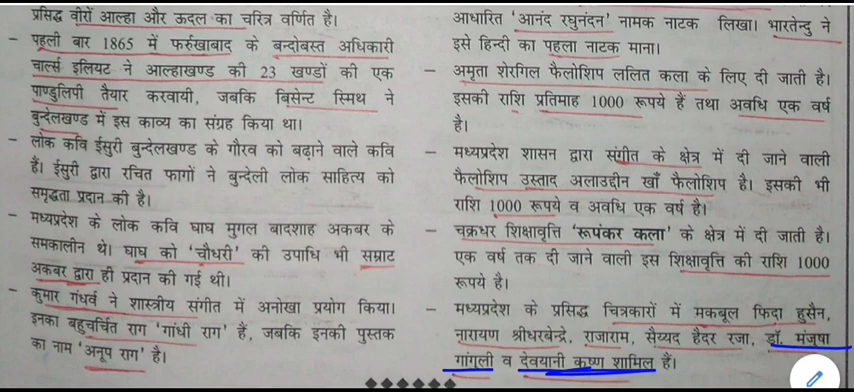 प्रसिद्ध वीरों आल्हा और ऊदल का चरित्र वर्णित है।
– पहली बार 1865 में फर्रुखाबाद के बन्दोबस्त अधिकारी
चार्ल्स इलियट ने आल्हाखण्ड की 23 खण्डों की एक
पाण्डुलिपी तैयार करवायी, जबकि बिसेन्ट स्मिथ ने
बुन्देलखण्ड में इस काव्य का संग्रह किया था।
– लोक कवि ईसुरी बुन्देलखण्ड के गौरव को बढ़ाने वाले कवि
हैं। ईसुरी द्वारा रचित फागों ने बुन्देली लोक साहित्य को
समृद्धता प्रदान की है।
– मध्यप्रदेश के लोक कवि घाघ मुगल बादशाह अकबर के
समकालीन थे। घाघ को 'चौधरी' की उपाधि भी सम्राट
अकबर द्वारा ही प्रदान की गई थी।
– कुमार गंधर्व ने शास्त्रीय संगीत में अनोखा प्रयोग किया।
इनका बहुचर्चित राग 'गांधी राग' हैं, जबकि इनकी पुस्तक
का नाम 'अनूप राग' है।
आधारित 'आनंद रघुनंदन' नामक नाटक लिखा। भारतेन्दु ने
इसे हिन्दी का पहला नाटक माना।
– अमृता शेरगिल फैलोशिप ललित कला के लिए दी जाती है।
इसकी राशि प्रतिमाह 1000 रूपये हैं तथा अवधि एक वर्ष
है।
– मध्यप्रदेश शासन द्वारा संगीत के क्षेत्र में दी जाने वाली
फैलोशिप उस्ताद अलाउद्दीन खाँ फैलोशिप है। इसकी भी
राशि 1000 रूपये व अवधि एक वर्ष है।
– चक्रधर शिक्षावृत्ति 'रूपंकर कला' के क्षेत्र में दी जाती है।
एक वर्ष तक दी जाने वाली इस शिक्षावृत्ति की राशि 1000
रूपये है।
– मध्यप्रदेश के प्रसिद्ध चित्रकारों में मकबूल फिदा हुसैन,
नारायण श्रीधरबेन्द्रे, राजाराम, सैय्यद हैदर रजा, डॉ. मंजूषा
गांगुली व देवयानी कृष्ण शामिल हैं।